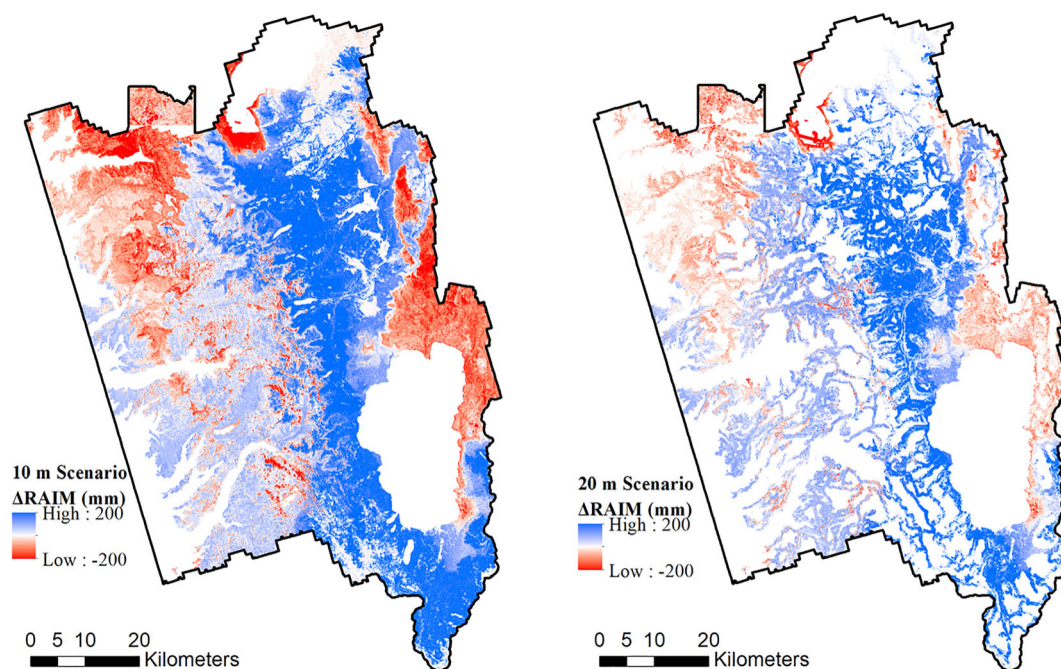 10 m Scenario
ΔRAIM (mm)
High : 200
Low : -200
0 5 10 20
Kilometers
20 m Scenario
ΔRAIM (mm)
High : 200
Low : -200
0 5 10 20
Kilometers